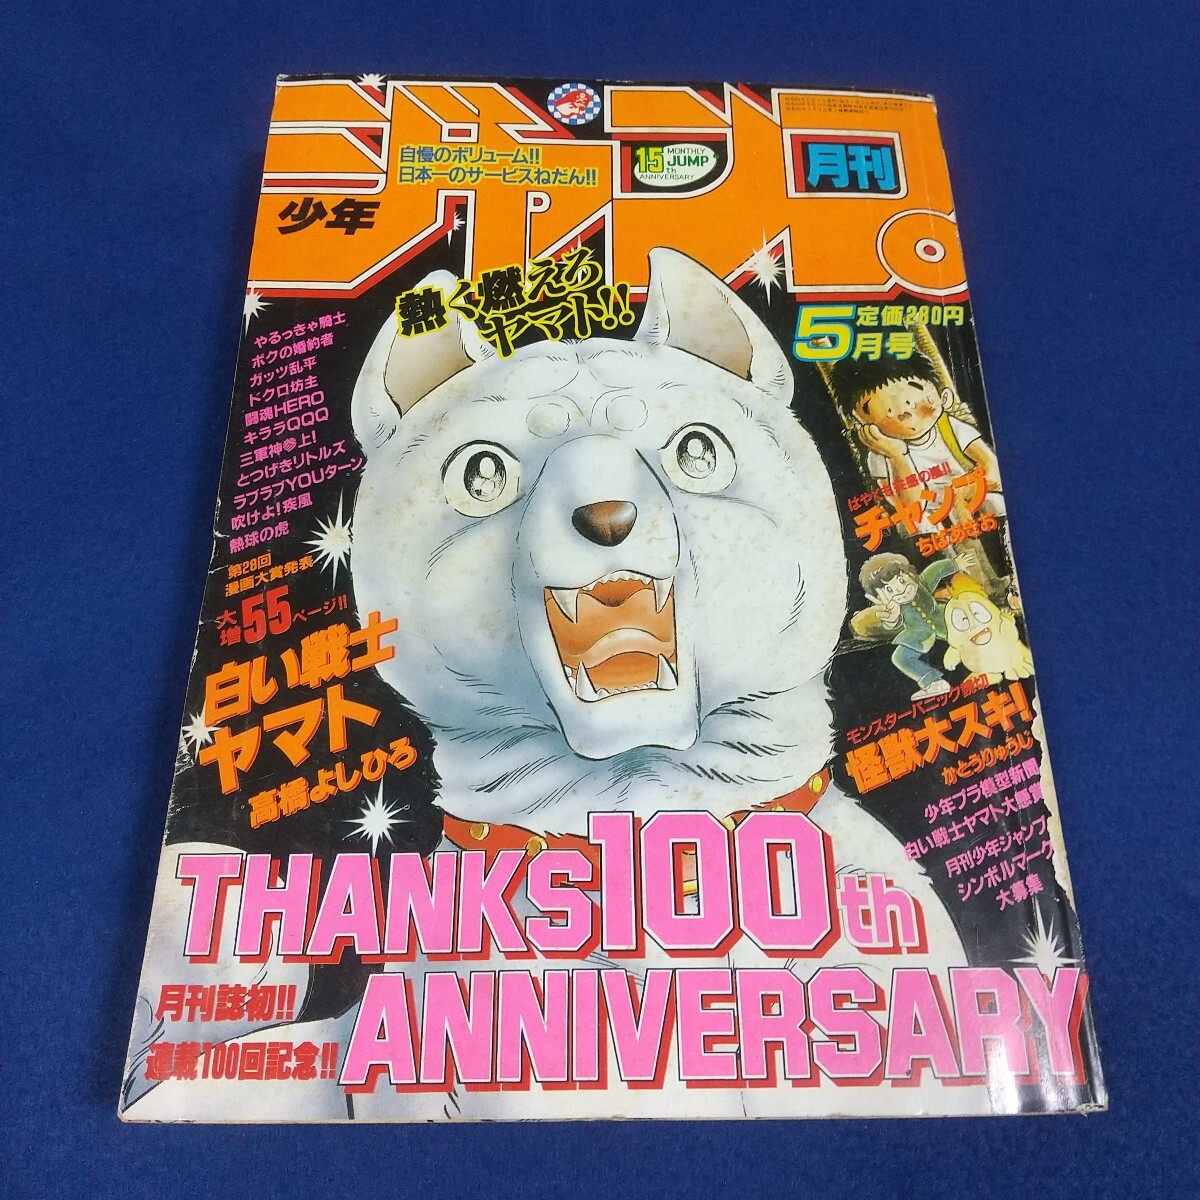 自慢のボリューム!!
日本一のサービスねだん!!
15
MONTHLY
JUMP
th
ANNIVERSARY
月刊
少年
ジャンプ
JUMP
熱く燃えろ
ヤマト!!
5月号
定価280円
やるっきゃ騎士
ボクの婚約者
ガッツ乱平
ドクロ坊主
闘魂HERO
キララQQQ
三軍神参上!
とつげきリトルズ
ラブラブYOUターン
吹けよ!疾風
熱球の虎
第28回
漫画大賞発表
大増55ページ!!
白い戦士
ヤマト
高橋よしひろ
チャンプ
ちばあきお
モンスターパニック読切
怪獣大スキ!
かとうりゅうじ
少年プラ模型新聞
白い戦士ヤマト大懸賞
月刊少年ジャンプ
シンボルマーク
大募集
THANKS100th
ANNIVERSARY
月刊誌初!!
連載100回記念!!